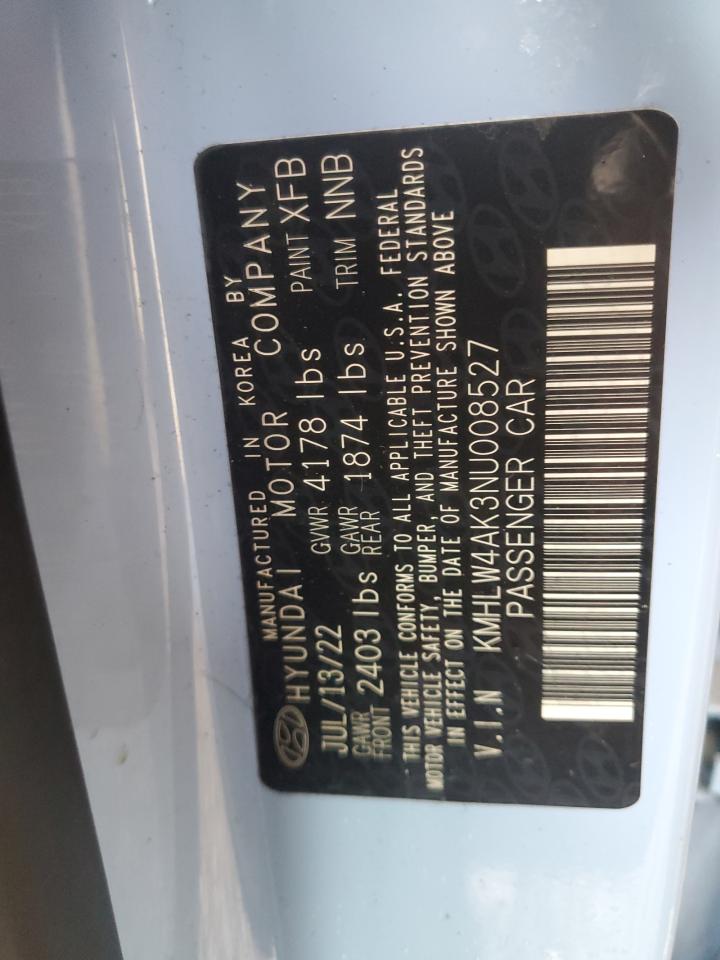 MANUFACTURED IN KOREA BY
HYUNDAI MOTOR COMPANY
JUL/13/22 GVWR 4178 lbs PAINT XFB
GAWR FRONT 2403 lbs GAWR REAR 1874 lbs TRIM NNB
THIS VEHICLE CONFORMS TO ALL APPLICABLE U.S.A. FEDERAL
MOTOR VEHICLE SAFETY, BUMPER, AND THEFT PREVENTION STANDARDS
IN EFFECT ON THE DATE OF MANUFACTURE SHOWN ABOVE
V.I.N KMHLW4AK3NU008527
PASSENGER CAR